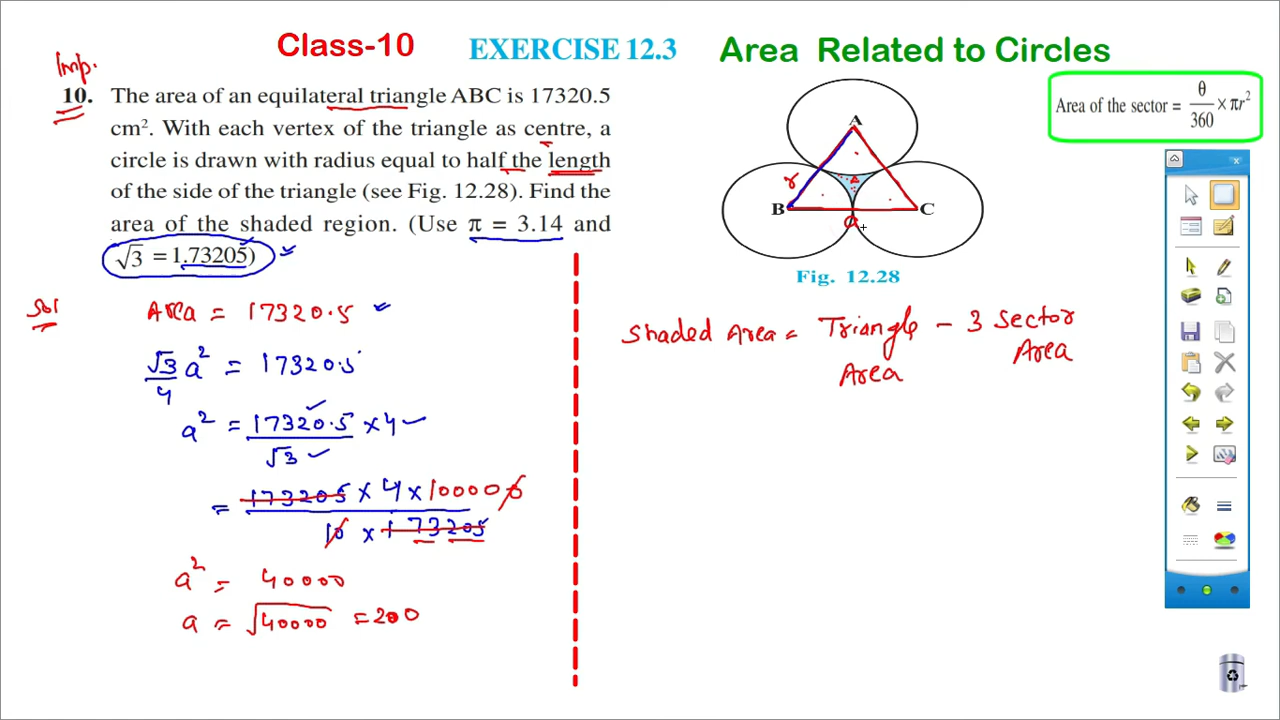 Class-10 EXERCISE 12.3 Area Related to Circles
Imp.
10. The area of an equilateral triangle ABC is 17320.5
cm². With each vertex of the triangle as centre, a
circle is drawn with radius equal to half the length
of the side of the triangle (see Fig. 12.28). Find the
area of the shaded region. (Use π = 3.14 and
√3 = 1.73205)
Sol
Area = 17320.5
√3/4 a² = 17320.5
a² = 17320.5/√3 × 4
= 173205 × 4 × 100000 / 10 × 173205
a² = 40000
a = √40000 = 200
A
r
B
C
a
Fig. 12.28
Area of the sector = θ/360 × πr²
Shaded Area = Triangle − 3 Sector
Area Area